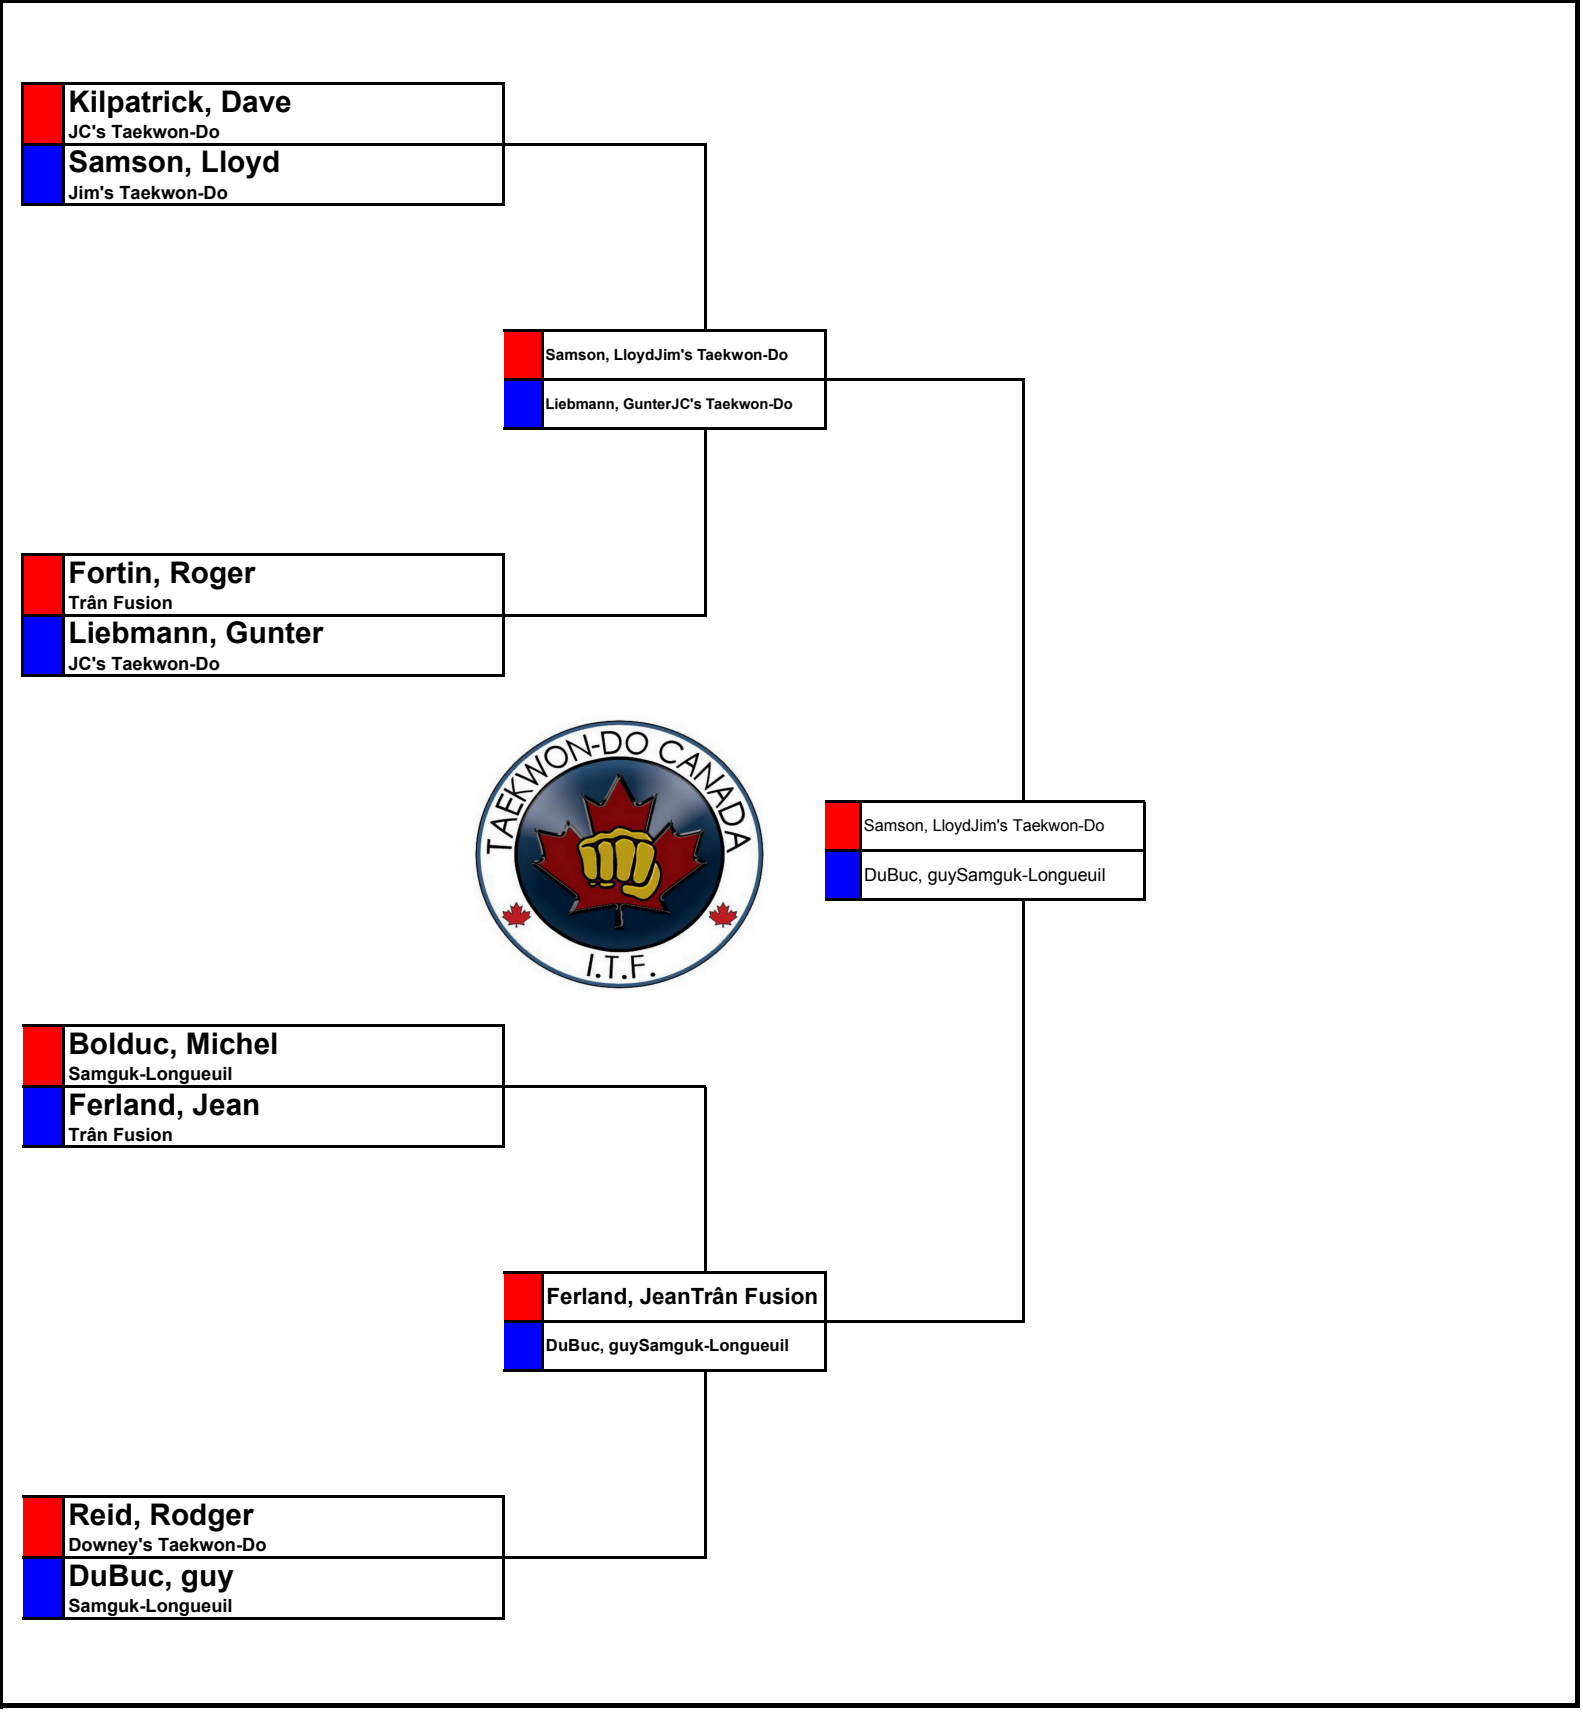 Kilpatrick, Dave
JC's Taekwon-Do
Samson, Lloyd
Jim's Taekwon-Do
Samson, LloydJim's Taekwon-Do
Liebmann, GunterJC's Taekwon-Do
Fortin, Roger
Trân Fusion
Liebmann, Gunter
JC's Taekwon-Do
TAEKWON-DO CANADA
I.T.F.
Samson, LloydJim's Taekwon-Do
DuBuc, guySamguk-Longueuil
Bolduc, Michel
Samguk-Longueuil
Ferland, Jean
Trân Fusion
Ferland, JeanTrân Fusion
DuBuc, guySamguk-Longueuil
Reid, Rodger
Downey's Taekwon-Do
DuBuc, guy
Samguk-Longueuil